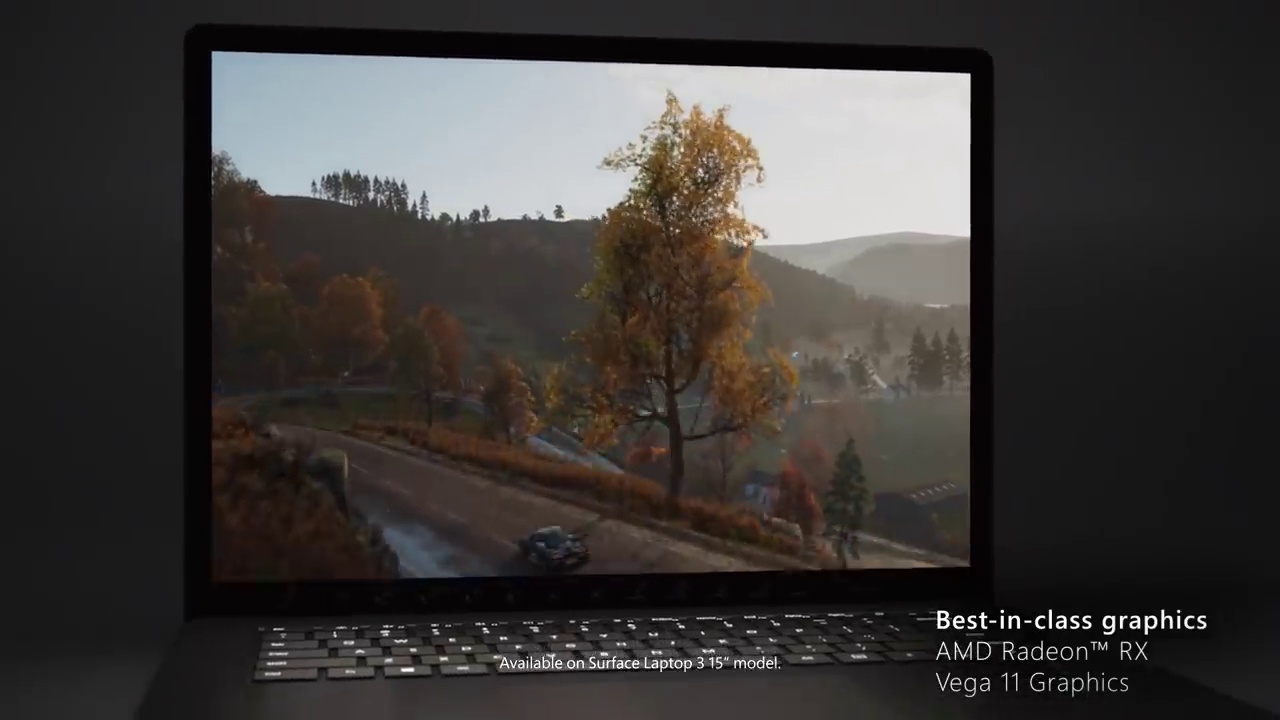 Best-in-class graphics
AMD Radeon™ RX
Vega 11 Graphics
Available on Surface Laptop 3 15" model.